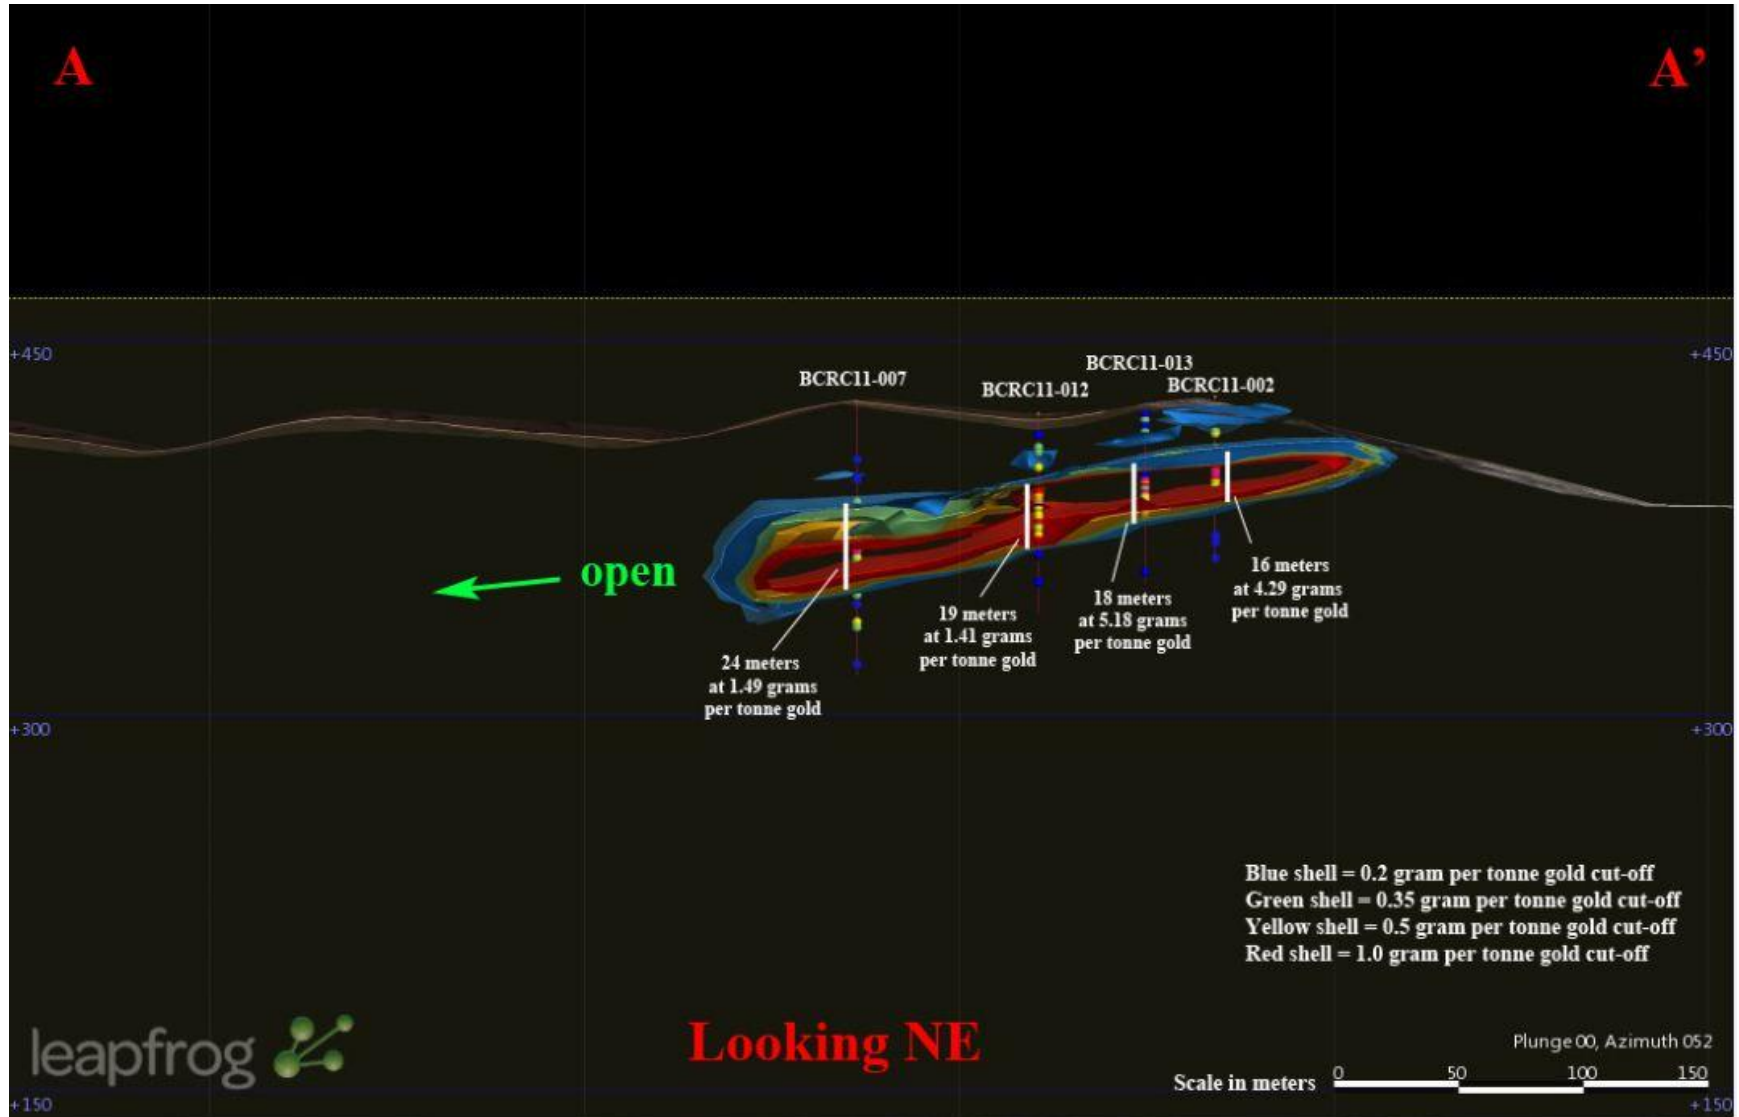 A
A’
+450
+450
BCRC11-007
BCRC11-012
BCRC11-013
BCRC11-002
open
24 meters
at 1.49 grams
per tonne gold
19 meters
at 1.41 grams
per tonne gold
18 meters
at 5.18 grams
per tonne gold
16 meters
at 4.29 grams
per tonne gold
+300
+300
Blue shell = 0.2 gram per tonne gold cut-off
Green shell = 0.35 gram per tonne gold cut-off
Yellow shell = 0.5 gram per tonne gold cut-off
Red shell = 1.0 gram per tonne gold cut-off
leapfrog
Looking NE
Plunge 00, Azimuth 052
Scale in meters
0 50 100 150
+150
+150